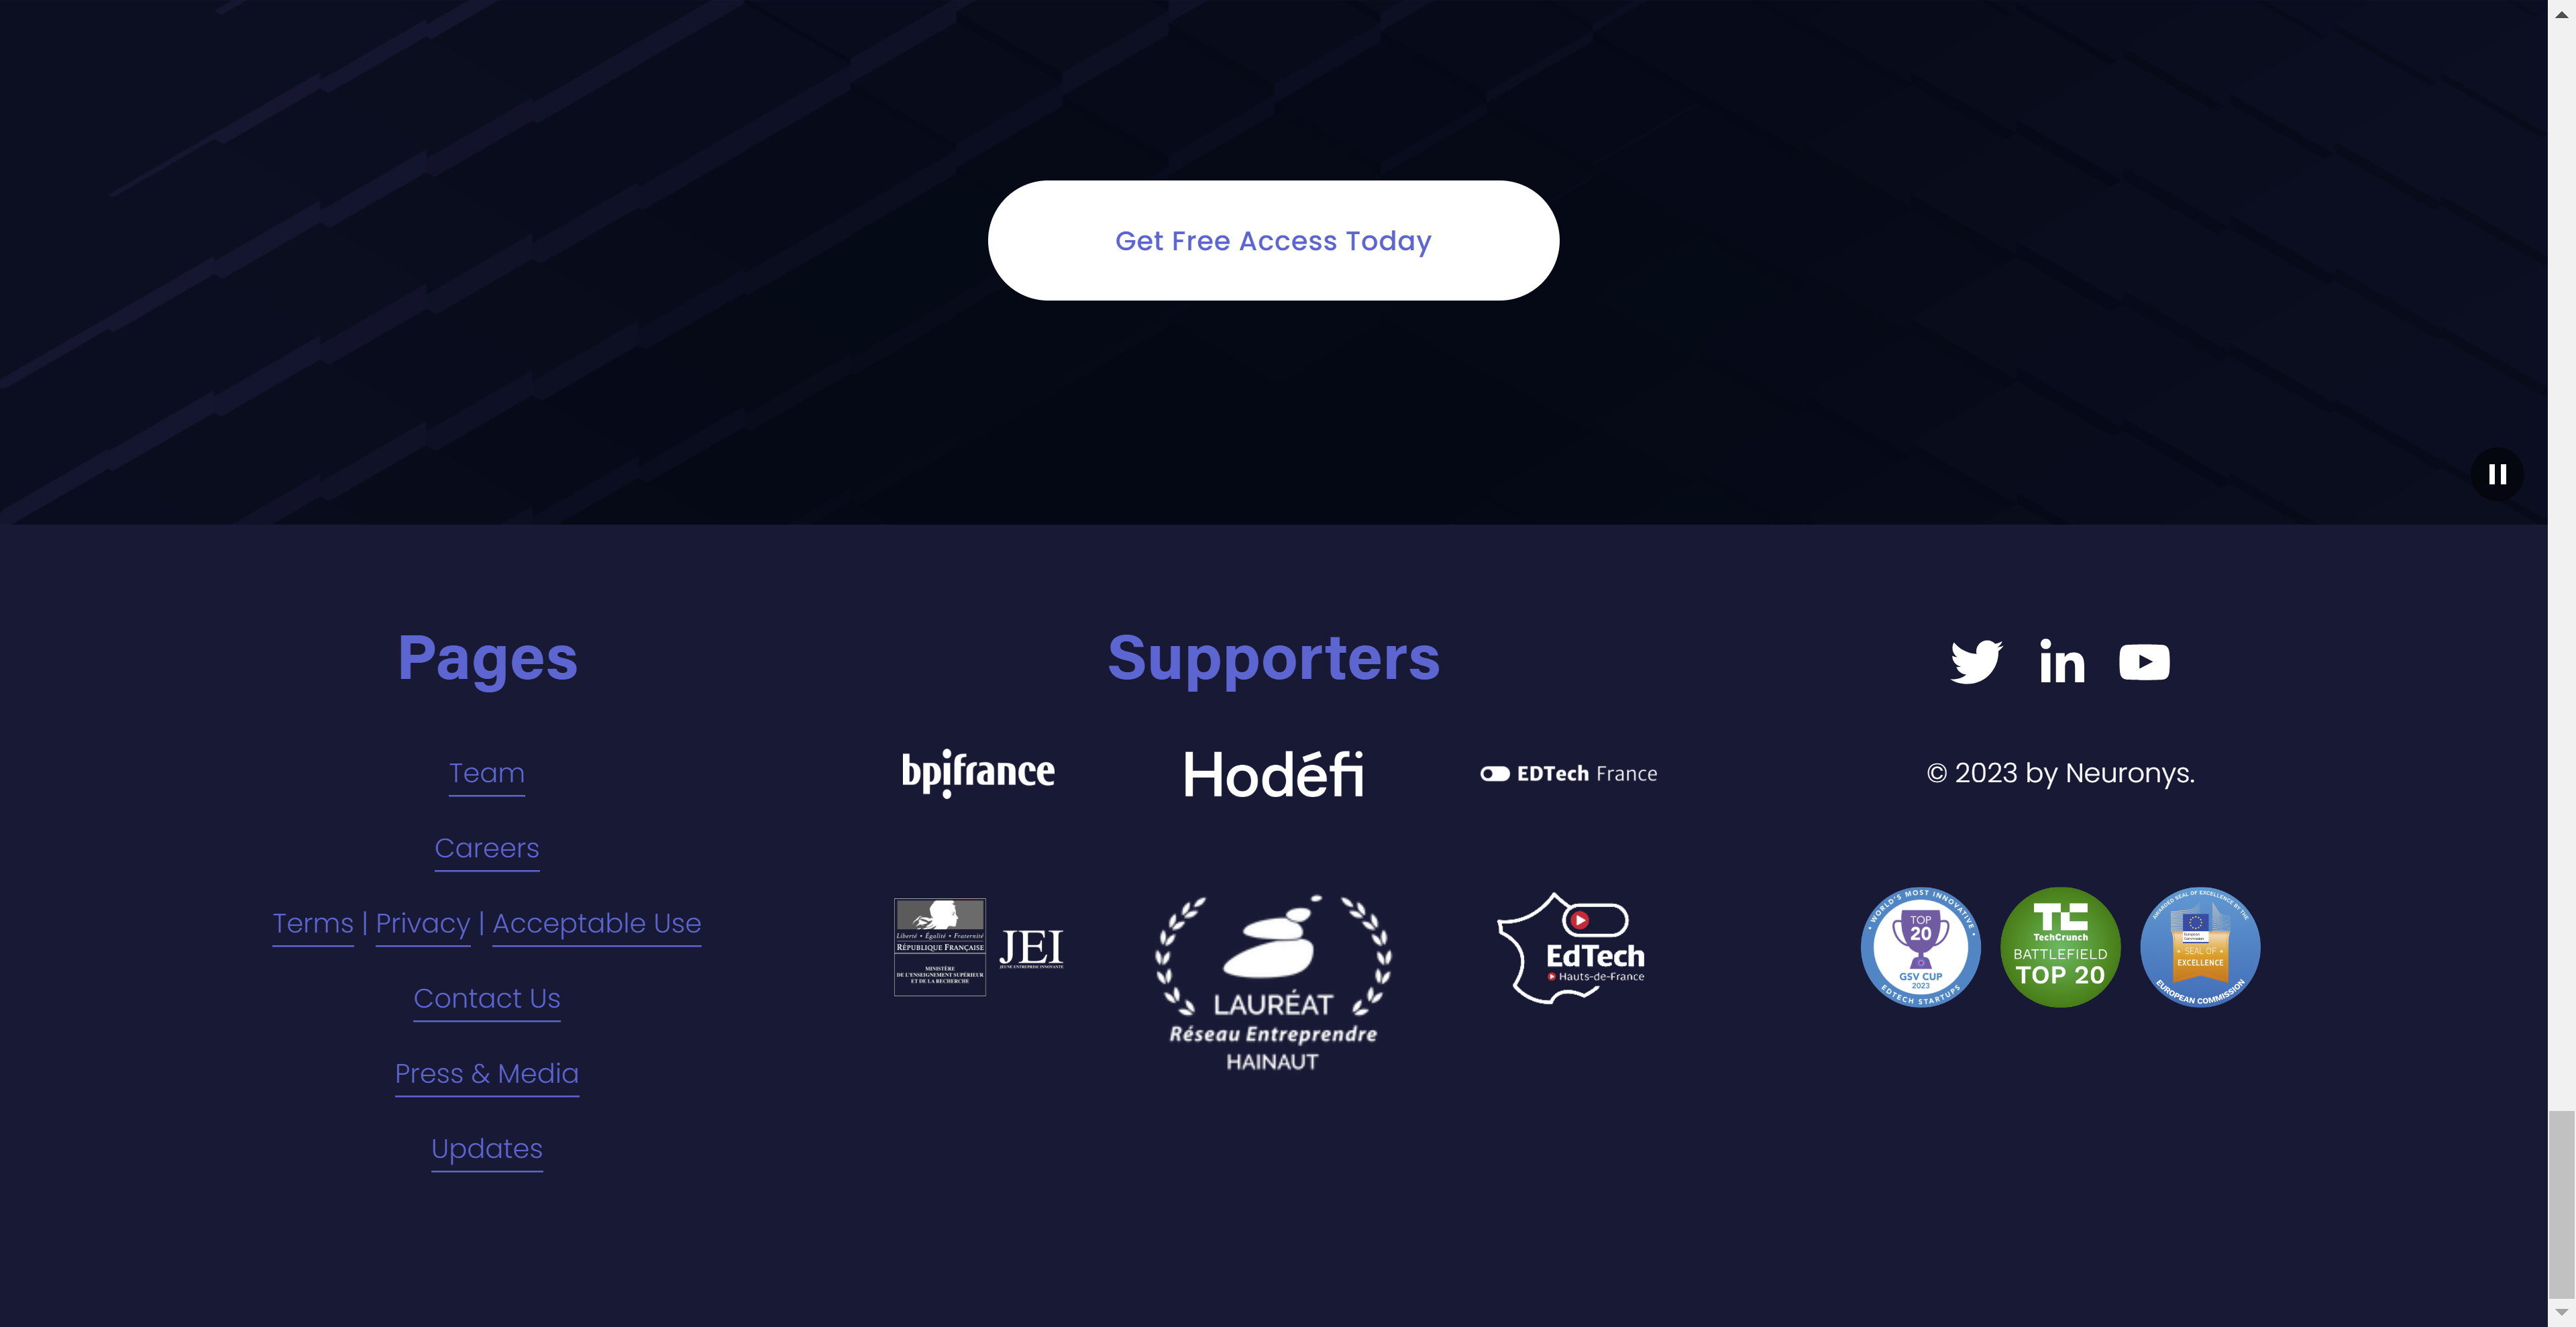 Get Free Access Today
Pages
Team
Careers
Terms | Privacy | Acceptable Use
Contact Us
Press & Media
Updates
Supporters
bpifrance
Hodéfi
EDTech France
Liberté • Égalité • Fraternité
RÉPUBLIQUE FRANÇAISE
MINISTÈRE
DE L'ENSEIGNEMENT SUPÉRIEUR
ET DE LA RECHERCHE
JEI
JEUNE ENTREPRISE INNOVANTE
LAURÉAT
Réseau Entreprendre
HAINAUT
EdTech
Hauts-de-France
in
© 2023 by Neuronys.
• WORLD'S MOST INNOVATIVE •
TOP
20
GSV CUP
2023
EDTECH STARTUPS
TC
TechCrunch
BATTLEFIELD
TOP 20
AWARDED SEAL OF EXCELLENCE BY THE
European
Commission
• SEAL OF •
EXCELLENCE
EUROPEAN COMMISSION